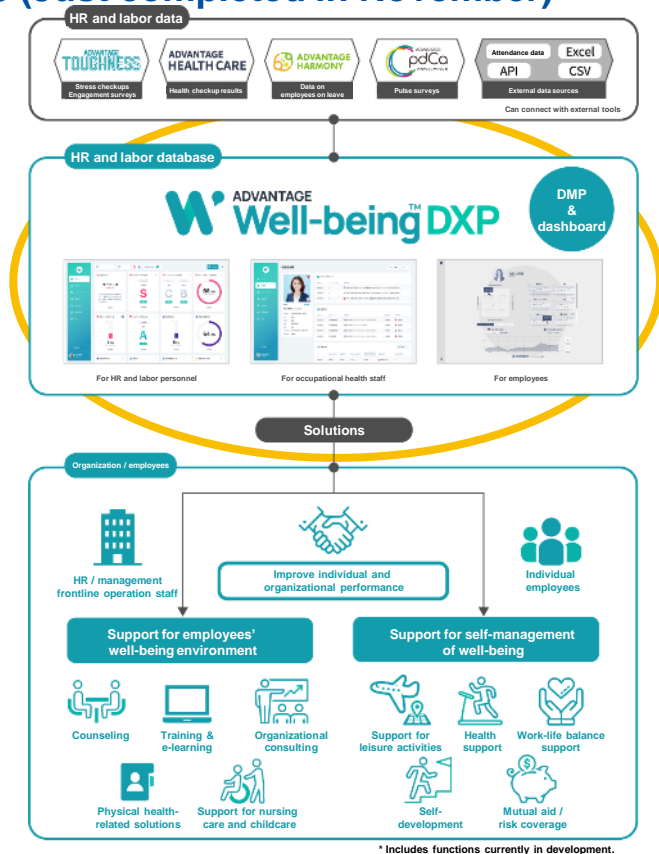 completed in November)
HR and labor data
ADVANTAGE
TOUGHNESS
ADVANTAGE
HEALTH CARE
ADVANTAGE
HARMONY
pdCa
Attendance data
Excel
API
CSV
Stress checkups
Engagement surveys
Health checkup results
Data on
employees on leave
Pulse surveys
External data sources
Can connect with external tools
HR and labor database
ADVANTAGE
Well-being™ DXP
DMP
&
dashboard
For HR and labor personnel
For occupational health staff
For employees
Solutions
Organization / employees
HR / management
frontline operation staff
Improve individual and
organizational performance
Individual
employees
Support for employees'
well-being environment
Support for self-management
of well-being
Counseling
Training &
e-learning
Organizational
consulting
Support for
leisure activities
Health
support
Work-life balance
support
Physical health-
related solutions
Support for nursing
care and childcare
Self-
development
Mutual aid /
risk coverage
* Includes functions currently in development.